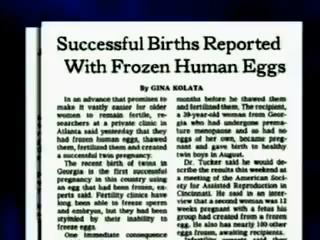 Successful Births Reported
With Frozen Human Eggs
By GINA KOLATA
In an advance that promises to
make it vastly easier for older
women to remain fertile, re-
searchers at a private clinic in
Atlanta said yesterday that they
had frozen human eggs, thawed
them, fertilized them and created
a successful twin pregnancy.
The recent birth of twins in
Georgia is the first successful
pregnancy in this country using
an egg that had been frozen, ex-
perts said. Fertility clinics have
long been able to freeze sperm
and embryos, but they had been
stymied by their inability to
freeze eggs.
One immediate consequence
months before he thawed them
and fertilized them. The recipient,
a 39-year-old woman from Geor-
gia who had undergone prema-
ture menopause and so had no
eggs of her own, became pregnant
and gave birth to healthy
twin boys in August.
Dr. Tucker said he would de-
scribe the results this weekend at
a meeting of the American Socie-
ty for Assisted Reproduction in
Cincinnati. He said in an inter-
view that a second woman was 12
weeks pregnant with a fetus his
group had created from a frozen
egg. He also has nearly 100 other
eggs frozen, awaiting recipients.